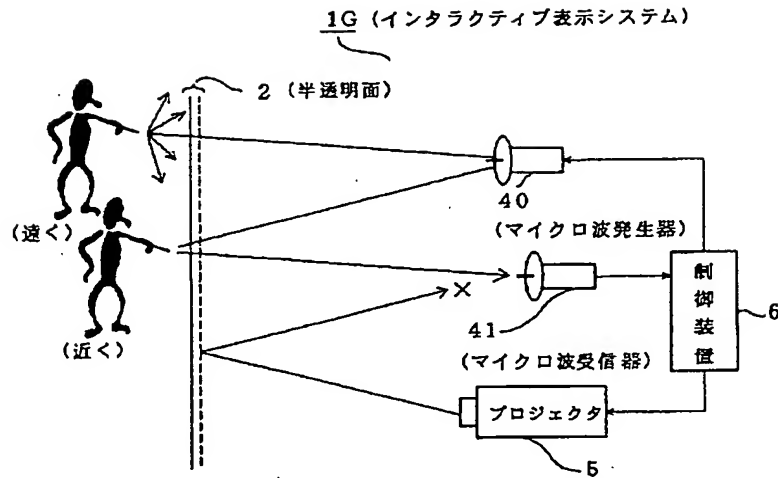 1G (インタラクティブ表示システム)
2 (半透明面)
40
(遠く)
(マイクロ波発生器)
制御装置
6
41
(近く)
(マイクロ波受信器)
プロジェクタ
5